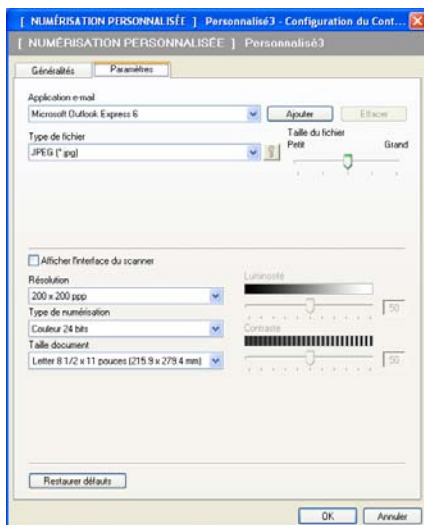 [ NUMÉRISATION PERSONNALISÉE ] Personnalisé3 - Configuration du Cont...
[ NUMÉRISATION PERSONNALISÉE ] Personnalisé3
Généralités Paramètres
Application e-mail
Microsoft Outlook Express 6 Ajouter Effacer
Type de fichier Taille du fichier
JPEG (*.jpg) Petit Grand
Afficher l'interface du scanner
Résolution Luminosité
200 x 200 ppp 50
Type de numérisation
Couleur 24 bits Contraste
Taille document
Letter 8 1/2 x 11 pouces (215.9 x 279.4 mm) 50
Restaurer défauts
OK Annuler